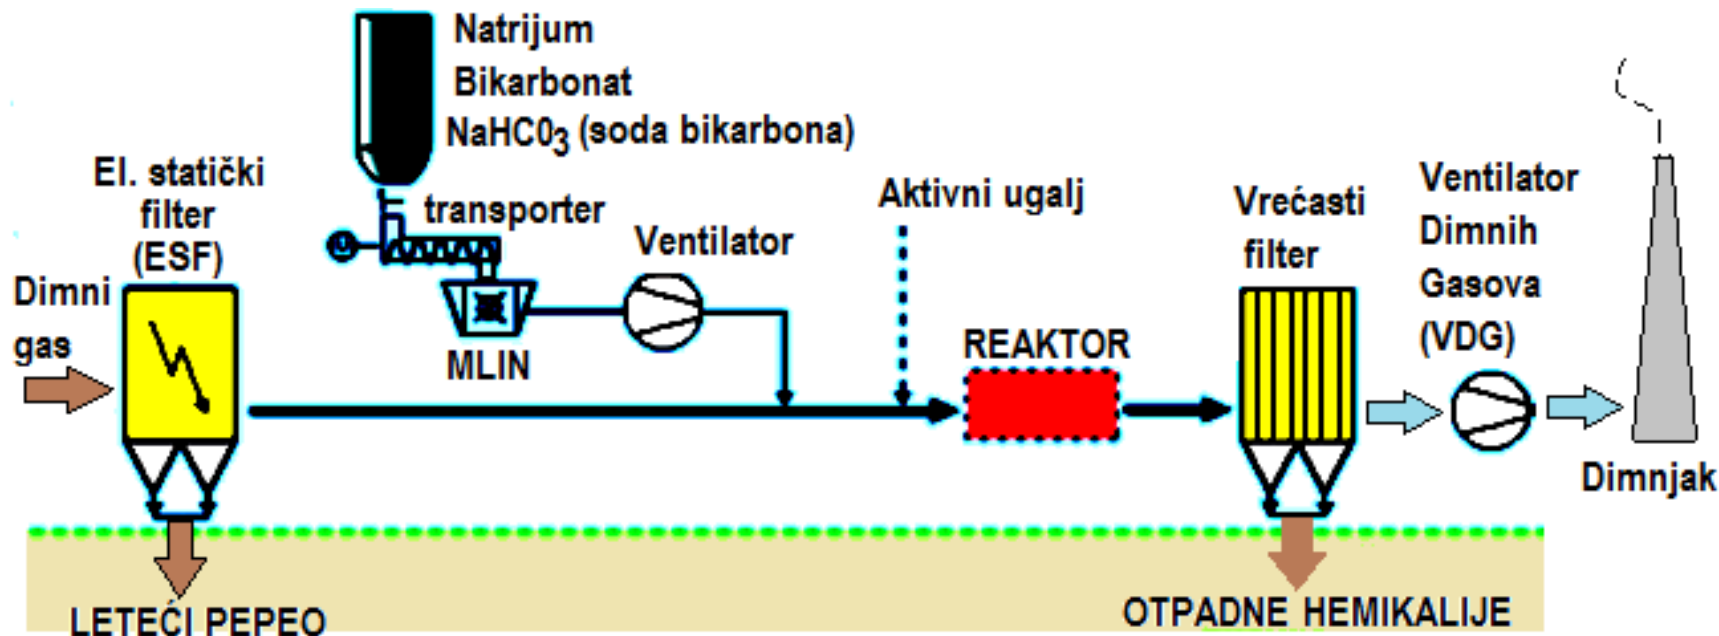 Natrijum
Bikarbonat
NaHC0₃ (soda bikarbona)
El. statički
filter
(ESF)
transporter
Ventilator
Aktivni ugalj
Vrećasti
filter
Ventilator
Dimnih
Gasova
(VDG)
Dimni
gas
M
MLIN
REAKTOR
Dimnjak
LETEĆI PEPEO
OTPADNE HEMIKALIJE